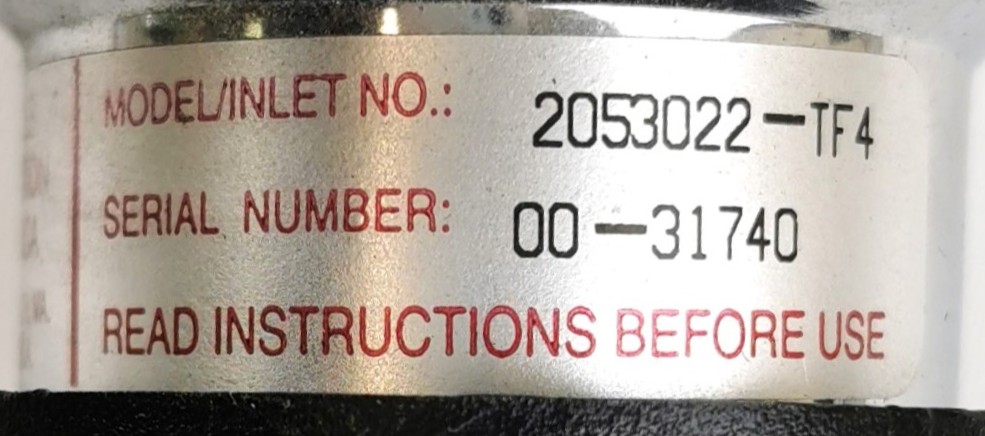 MODEL/INLET NO.: 2053022-TF4
SERIAL NUMBER: 00-31740
READ INSTRUCTIONS BEFORE USE